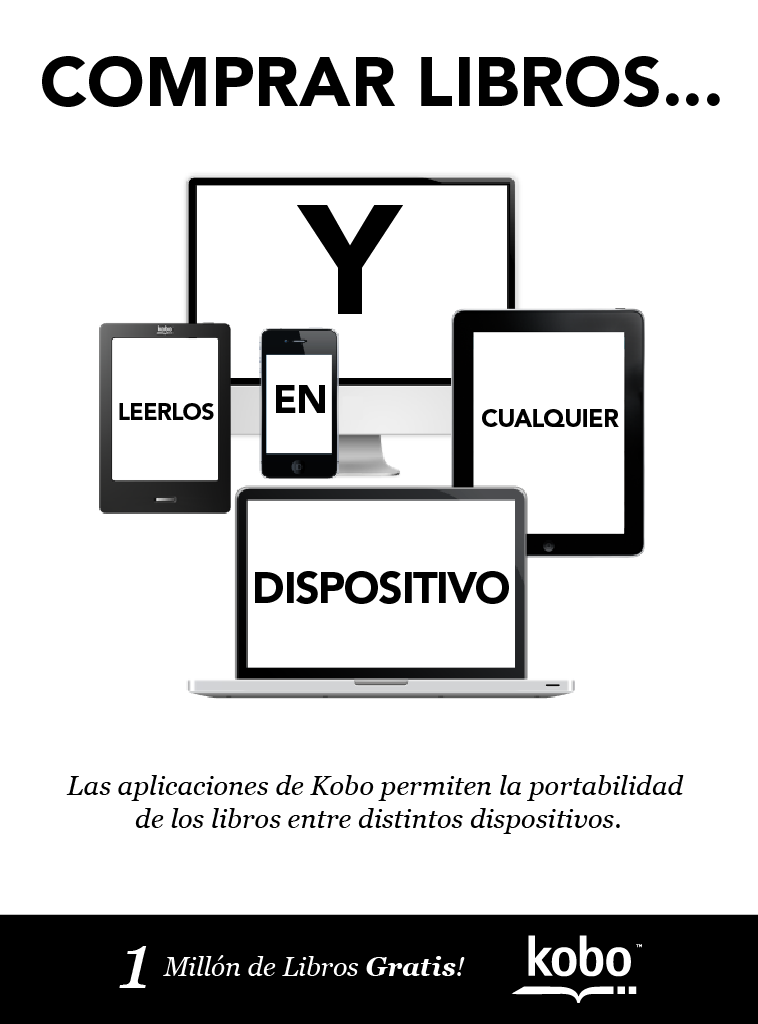 COMPRAR LIBROS...
Y
kobo
LEERLOS
EN
CUALQUIER
DISPOSITIVO
Las aplicaciones de Kobo permiten la portabilidad
de los libros entre distintos dispositivos.
1 Millón de Libros Gratis!
kobo™